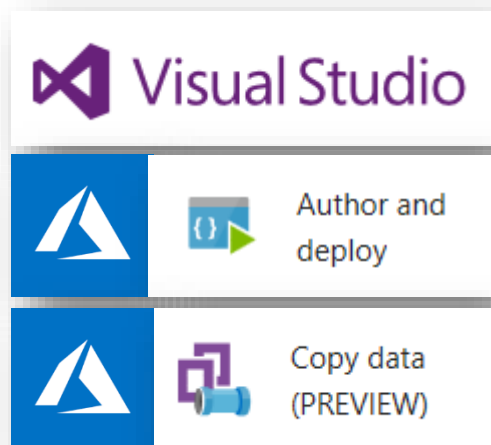 Visual Studio
Author and
deploy
Copy data
(PREVIEW)